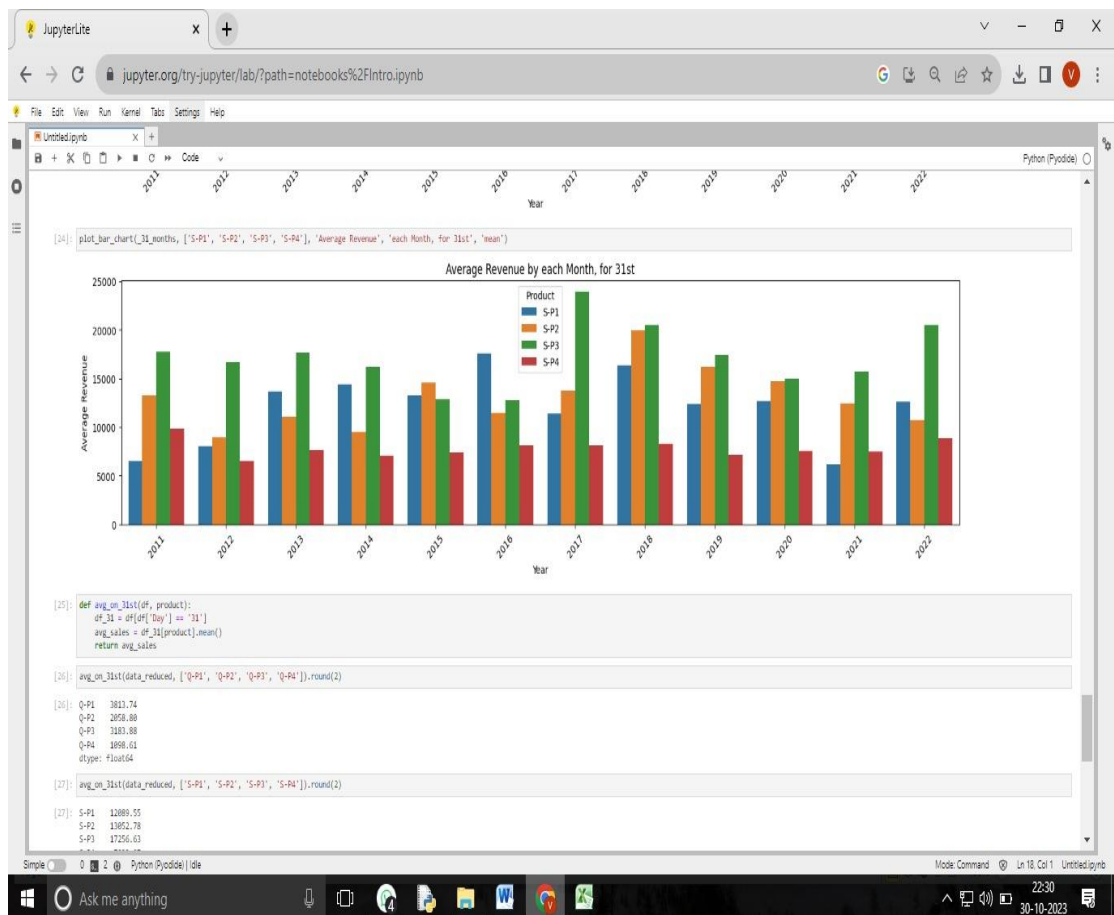 JupyterLite
jupyter.org/try-jupyter/lab/?path=notebooks%2FIntro.ipynb
G
V
File Edit View Run Kernel Tabs Settings Help
Untitled.ipynb
Code
Python (Pyodide)
2011 2012 2013 2014 2015 2016 2017 2018 2019 2020 2021 2022
Year
[24]: plot_bar_chart(_31_months, ['S-P1', 'S-P2', 'S-P3', 'S-P4'], 'Average Revenue', 'each Month, for 31st', 'mean')
Average Revenue by each Month, for 31st
Product
S-P1
S-P2
S-P3
S-P4
Average Revenue
25000
20000
15000
10000
5000
0
2011 2012 2013 2014 2015 2016 2017 2018 2019 2020 2021 2022
Year
[25]: def avg_on_31st(df, product):
df_31 = df[df['Day'] == '31']
avg_sales = df_31[product].mean()
return avg_sales
[26]: avg_on_31st(data_reduced, ['Q-P1', 'Q-P2', 'Q-P3', 'Q-P4']).round(2)
[26]: Q-P1 3813.74
Q-P2 2058.80
Q-P3 3183.88
Q-P4 1098.61
dtype: float64
[27]: avg_on_31st(data_reduced, ['S-P1', 'S-P2', 'S-P3', 'S-P4']).round(2)
[27]: S-P1 12089.55
S-P2 13052.78
S-P3 17256.63
Simple 0 2 Python (Pyodide) | Idle
Mode: Command Ln 18, Col 1 Untitled.ipynb
Ask me anything
4
W
V
22:30
30-10-2023